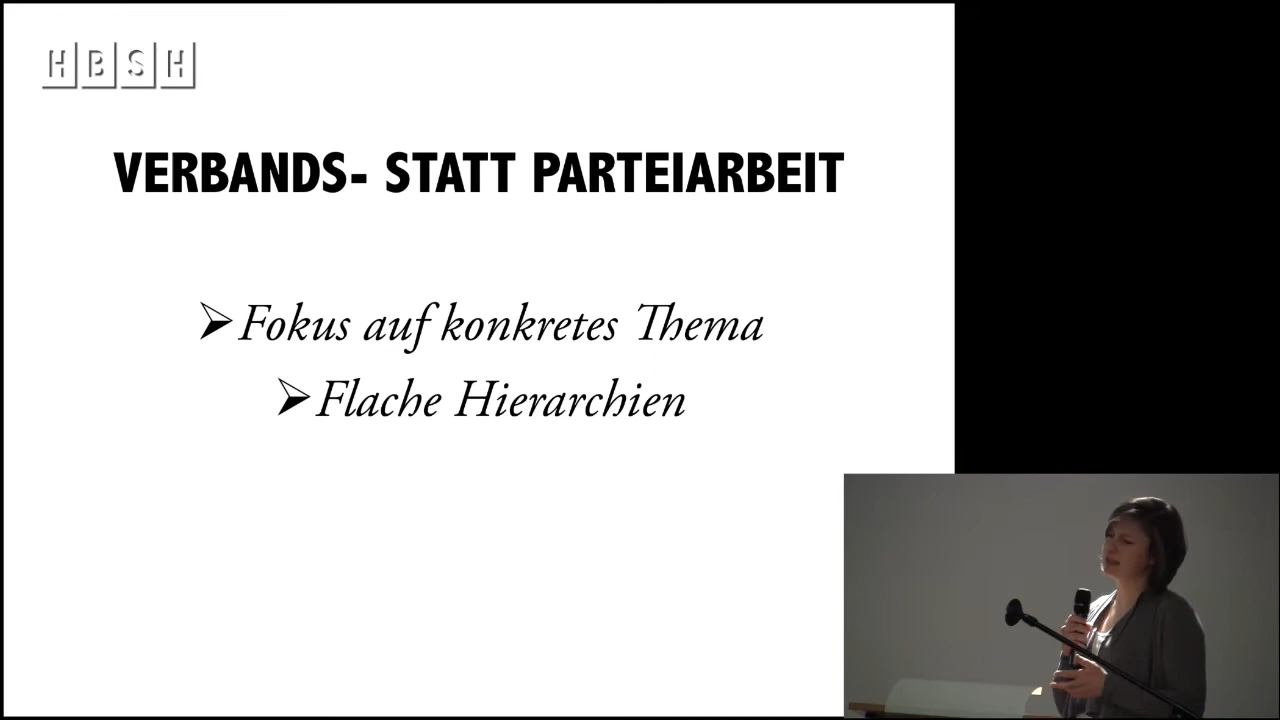 HBSH
VERBANDS- STATT PARTEIARBEIT
➢Fokus auf konkretes Thema
➢Flache Hierarchien